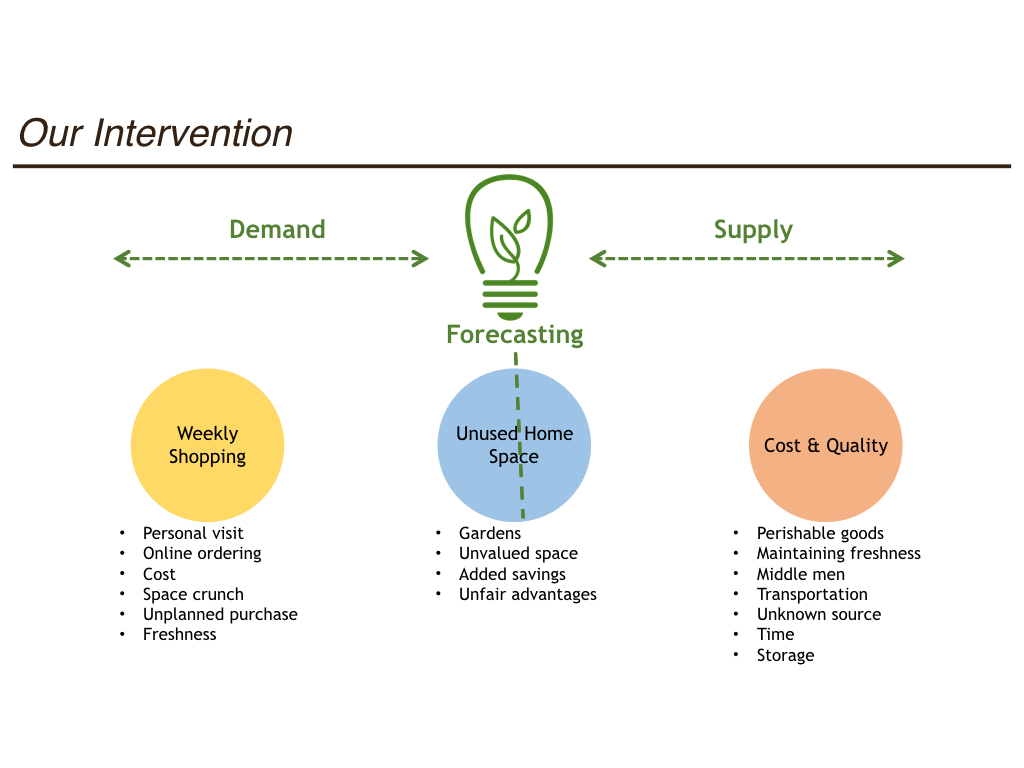 Our Intervention
Demand
Supply
Forecasting
Weekly
Shopping
• Personal visit
• Online ordering
• Cost
• Space crunch
• Unplanned purchase
• Freshness
Unused Home
Space
• Gardens
• Unvalued space
• Added savings
• Unfair advantages
Cost & Quality
• Perishable goods
• Maintaining freshness
• Middle men
• Transportation
• Unknown source
• Time
• Storage